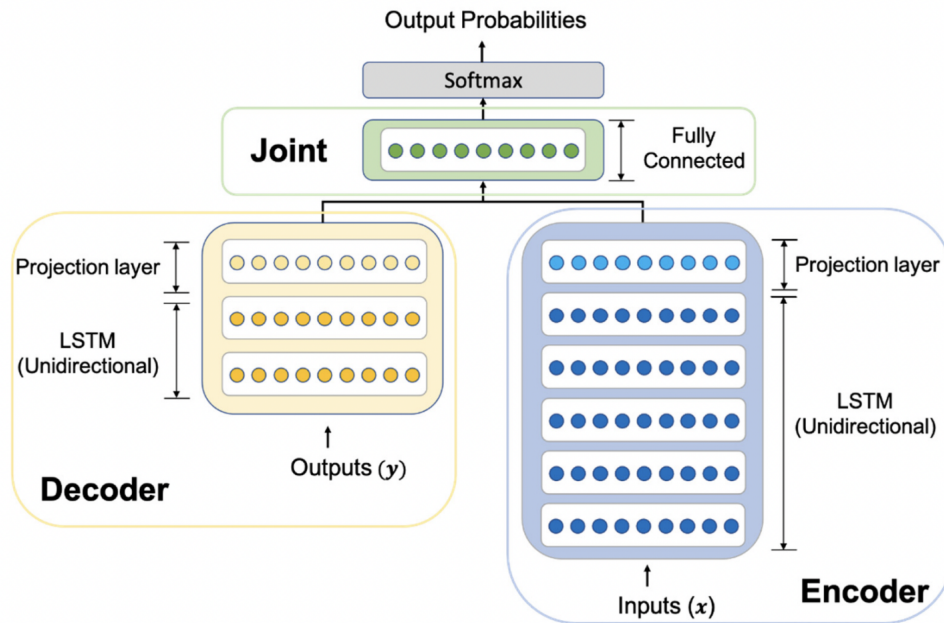 Output Probabilities
Softmax
Joint
Fully
Connected
Projection layer
LSTM
(Unidirectional)
Outputs (y)
Decoder
Projection layer
LSTM
(Unidirectional)
Inputs (x)
Encoder